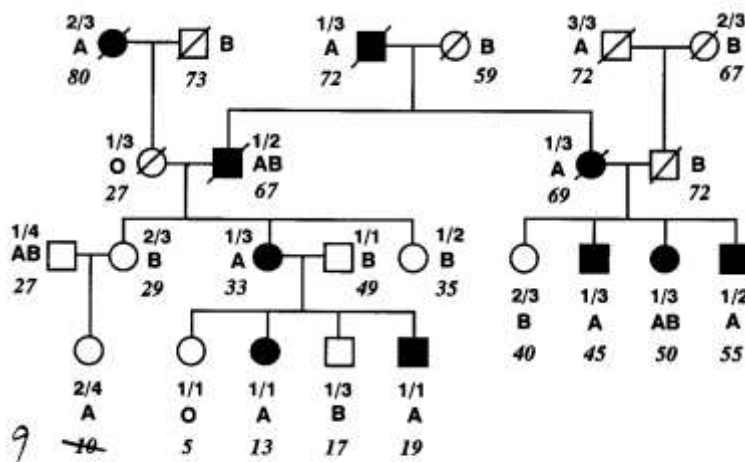 2/3 1/3 3/3 2/3
A B A B A B
80 73 72 59 72 67
1/3 1/2 1/3
O AB A B
27 67 69 72
1/4 2/3 1/3 1/1 1/2
AB B A B B
27 29 33 49 35
2/3 1/3 1/3 1/2
B A AB A
40 45 50 55
2/4 1/1 1/1 1/3 1/1
A O A B A
9 10 5 13 17 19